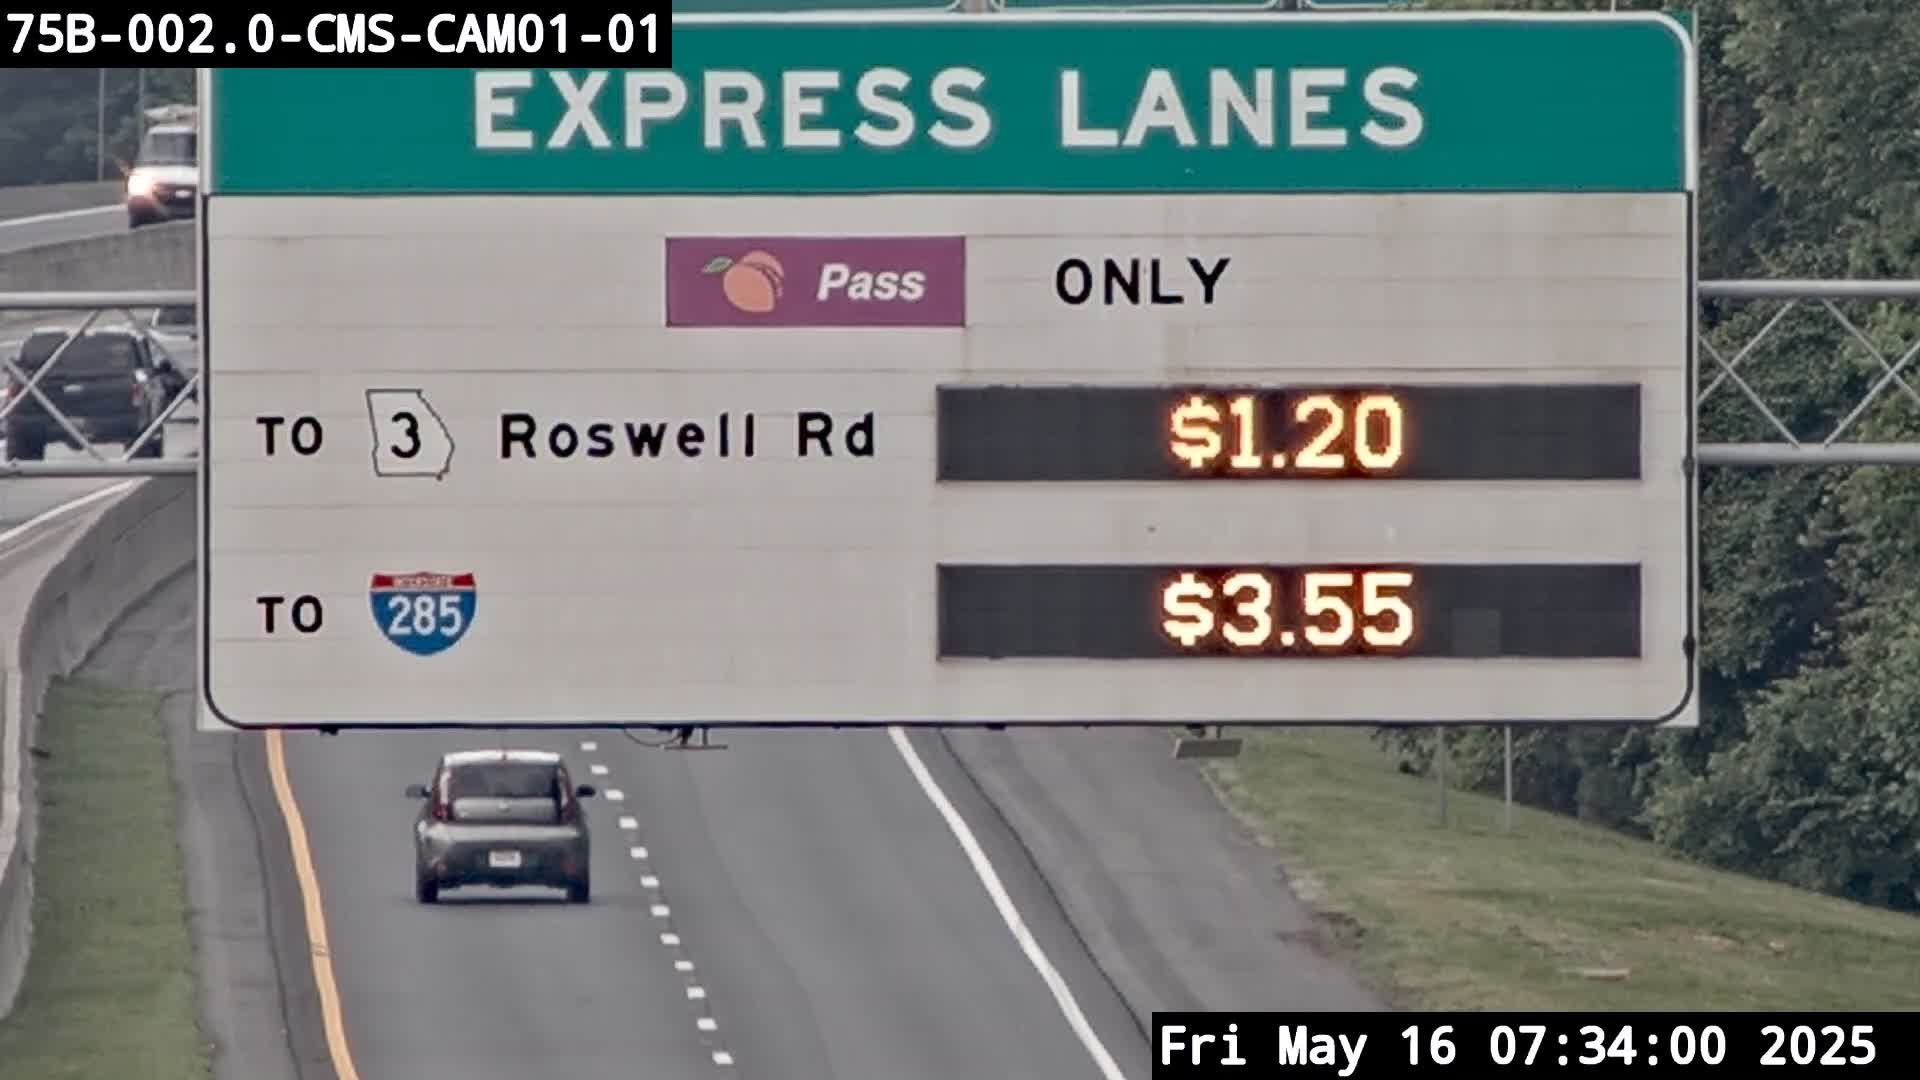 75B-002.0-CMS-CAM01-01
EXPRESS LANES
Pass ONLY
TO 3 Roswell Rd $1.20
TO 285 $3.55
Fri May 16 07:34:00 2025